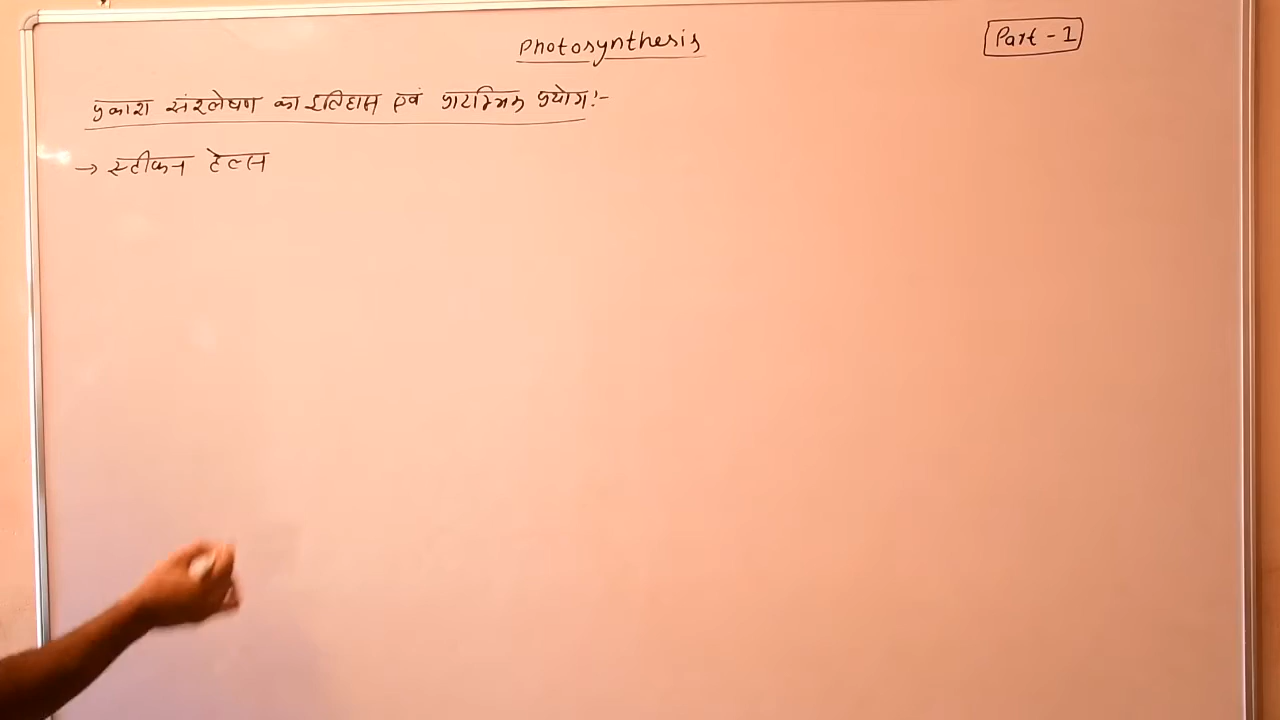 Photosynthesis
Part - 1
प्रकाश संश्लेषण का इतिहास एवं प्रारम्भिक प्रयोग:-
→ स्टीफन हेल्स